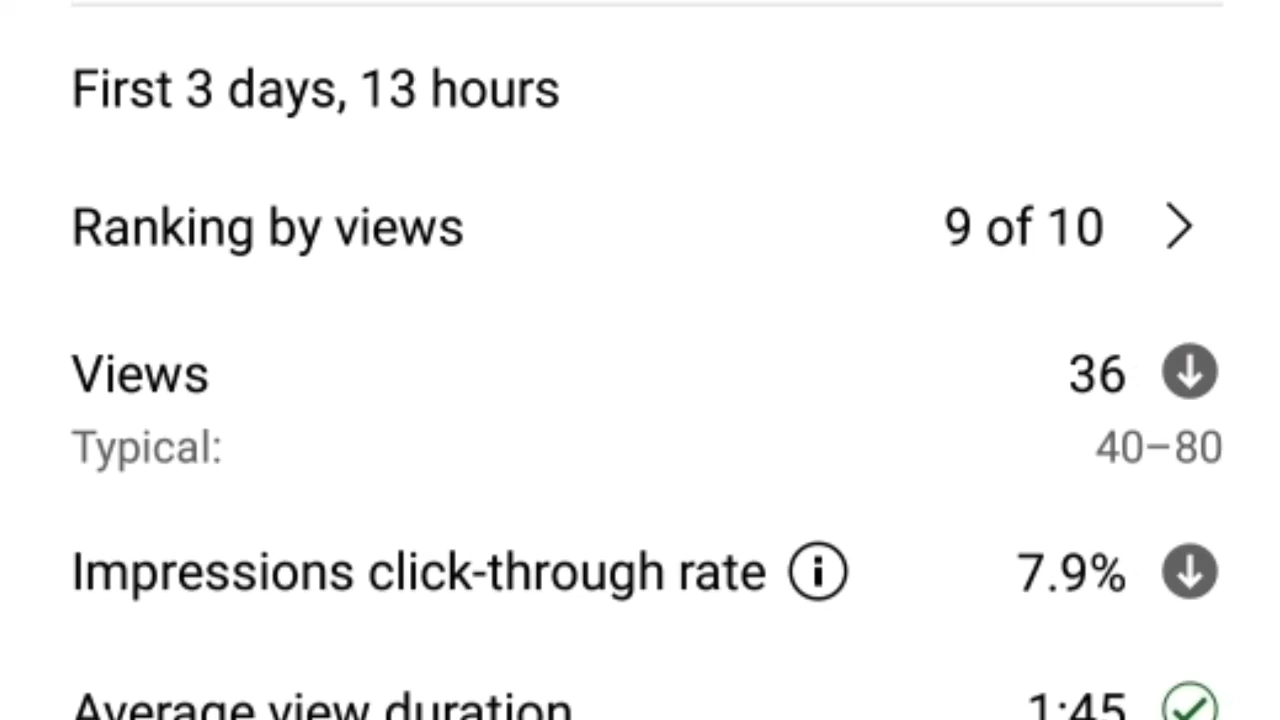 First 3 days, 13 hours
Ranking by views 9 of 10
Views 36
Typical: 40–80
Impressions click-through rate 7.9%
Average view duration 1:45